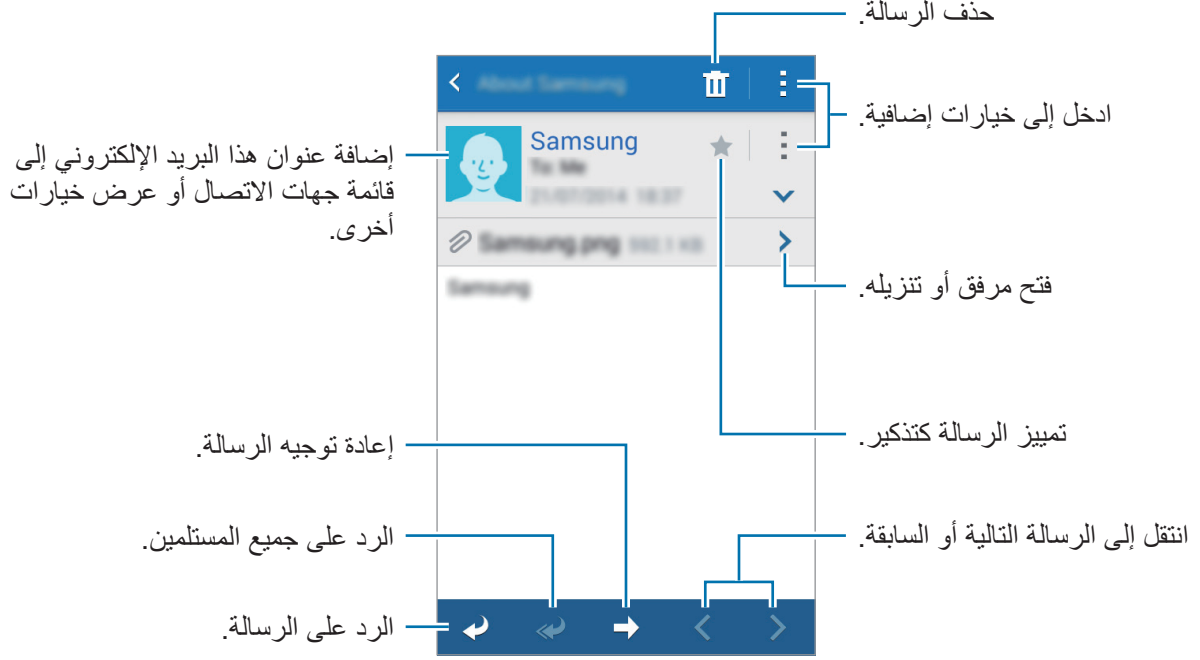 حذف الرسالة.
ادخل إلى خيارات إضافية.
Samsung
إضافة عنوان هذا البريد الإلكتروني إلى
قائمة جهات الاتصال أو عرض خيارات
أخرى.
فتح مرفق أو تنزيله.
تمييز الرسالة كتذكير.
إعادة توجيه الرسالة.
انتقل إلى الرسالة التالية أو السابقة.
الرد على جميع المستلمين.
الرد على الرسالة.